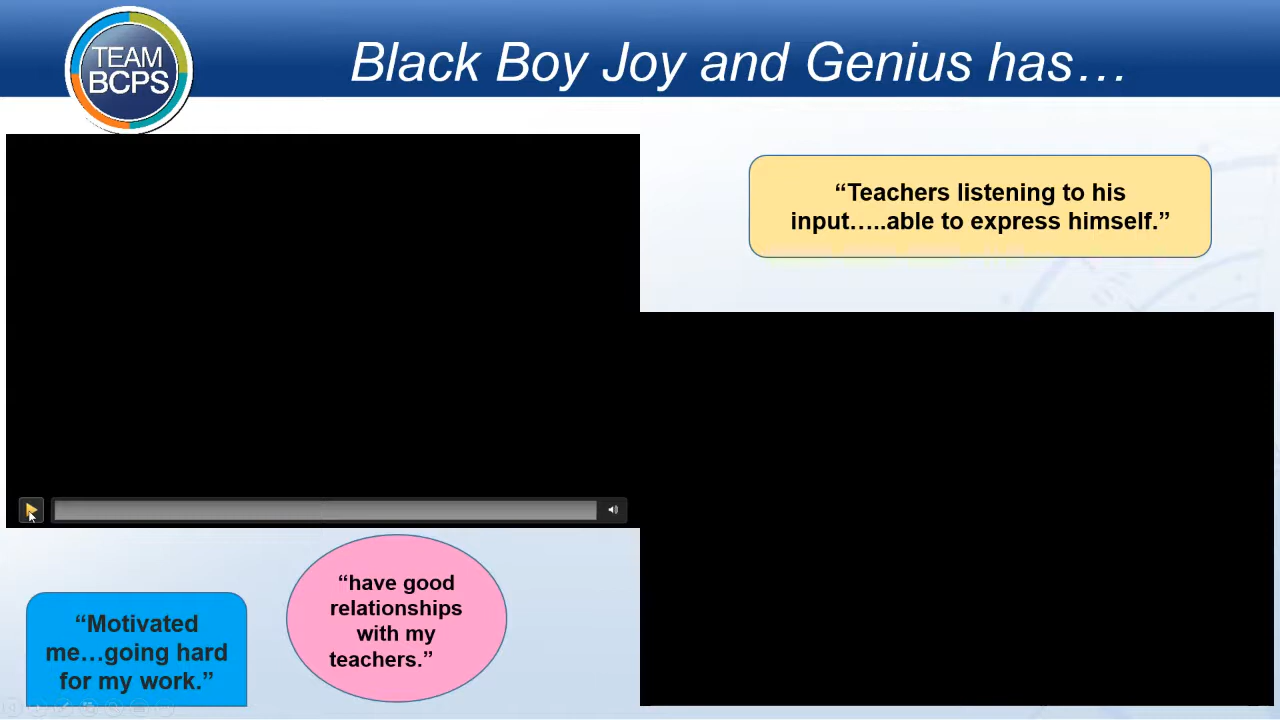 TEAM
BCPS
Black Boy Joy and Genius has…
“Teachers listening to his
input…..able to express himself.”
“have good
relationships
with my
teachers.”
“Motivated
me…going hard
for my work.”